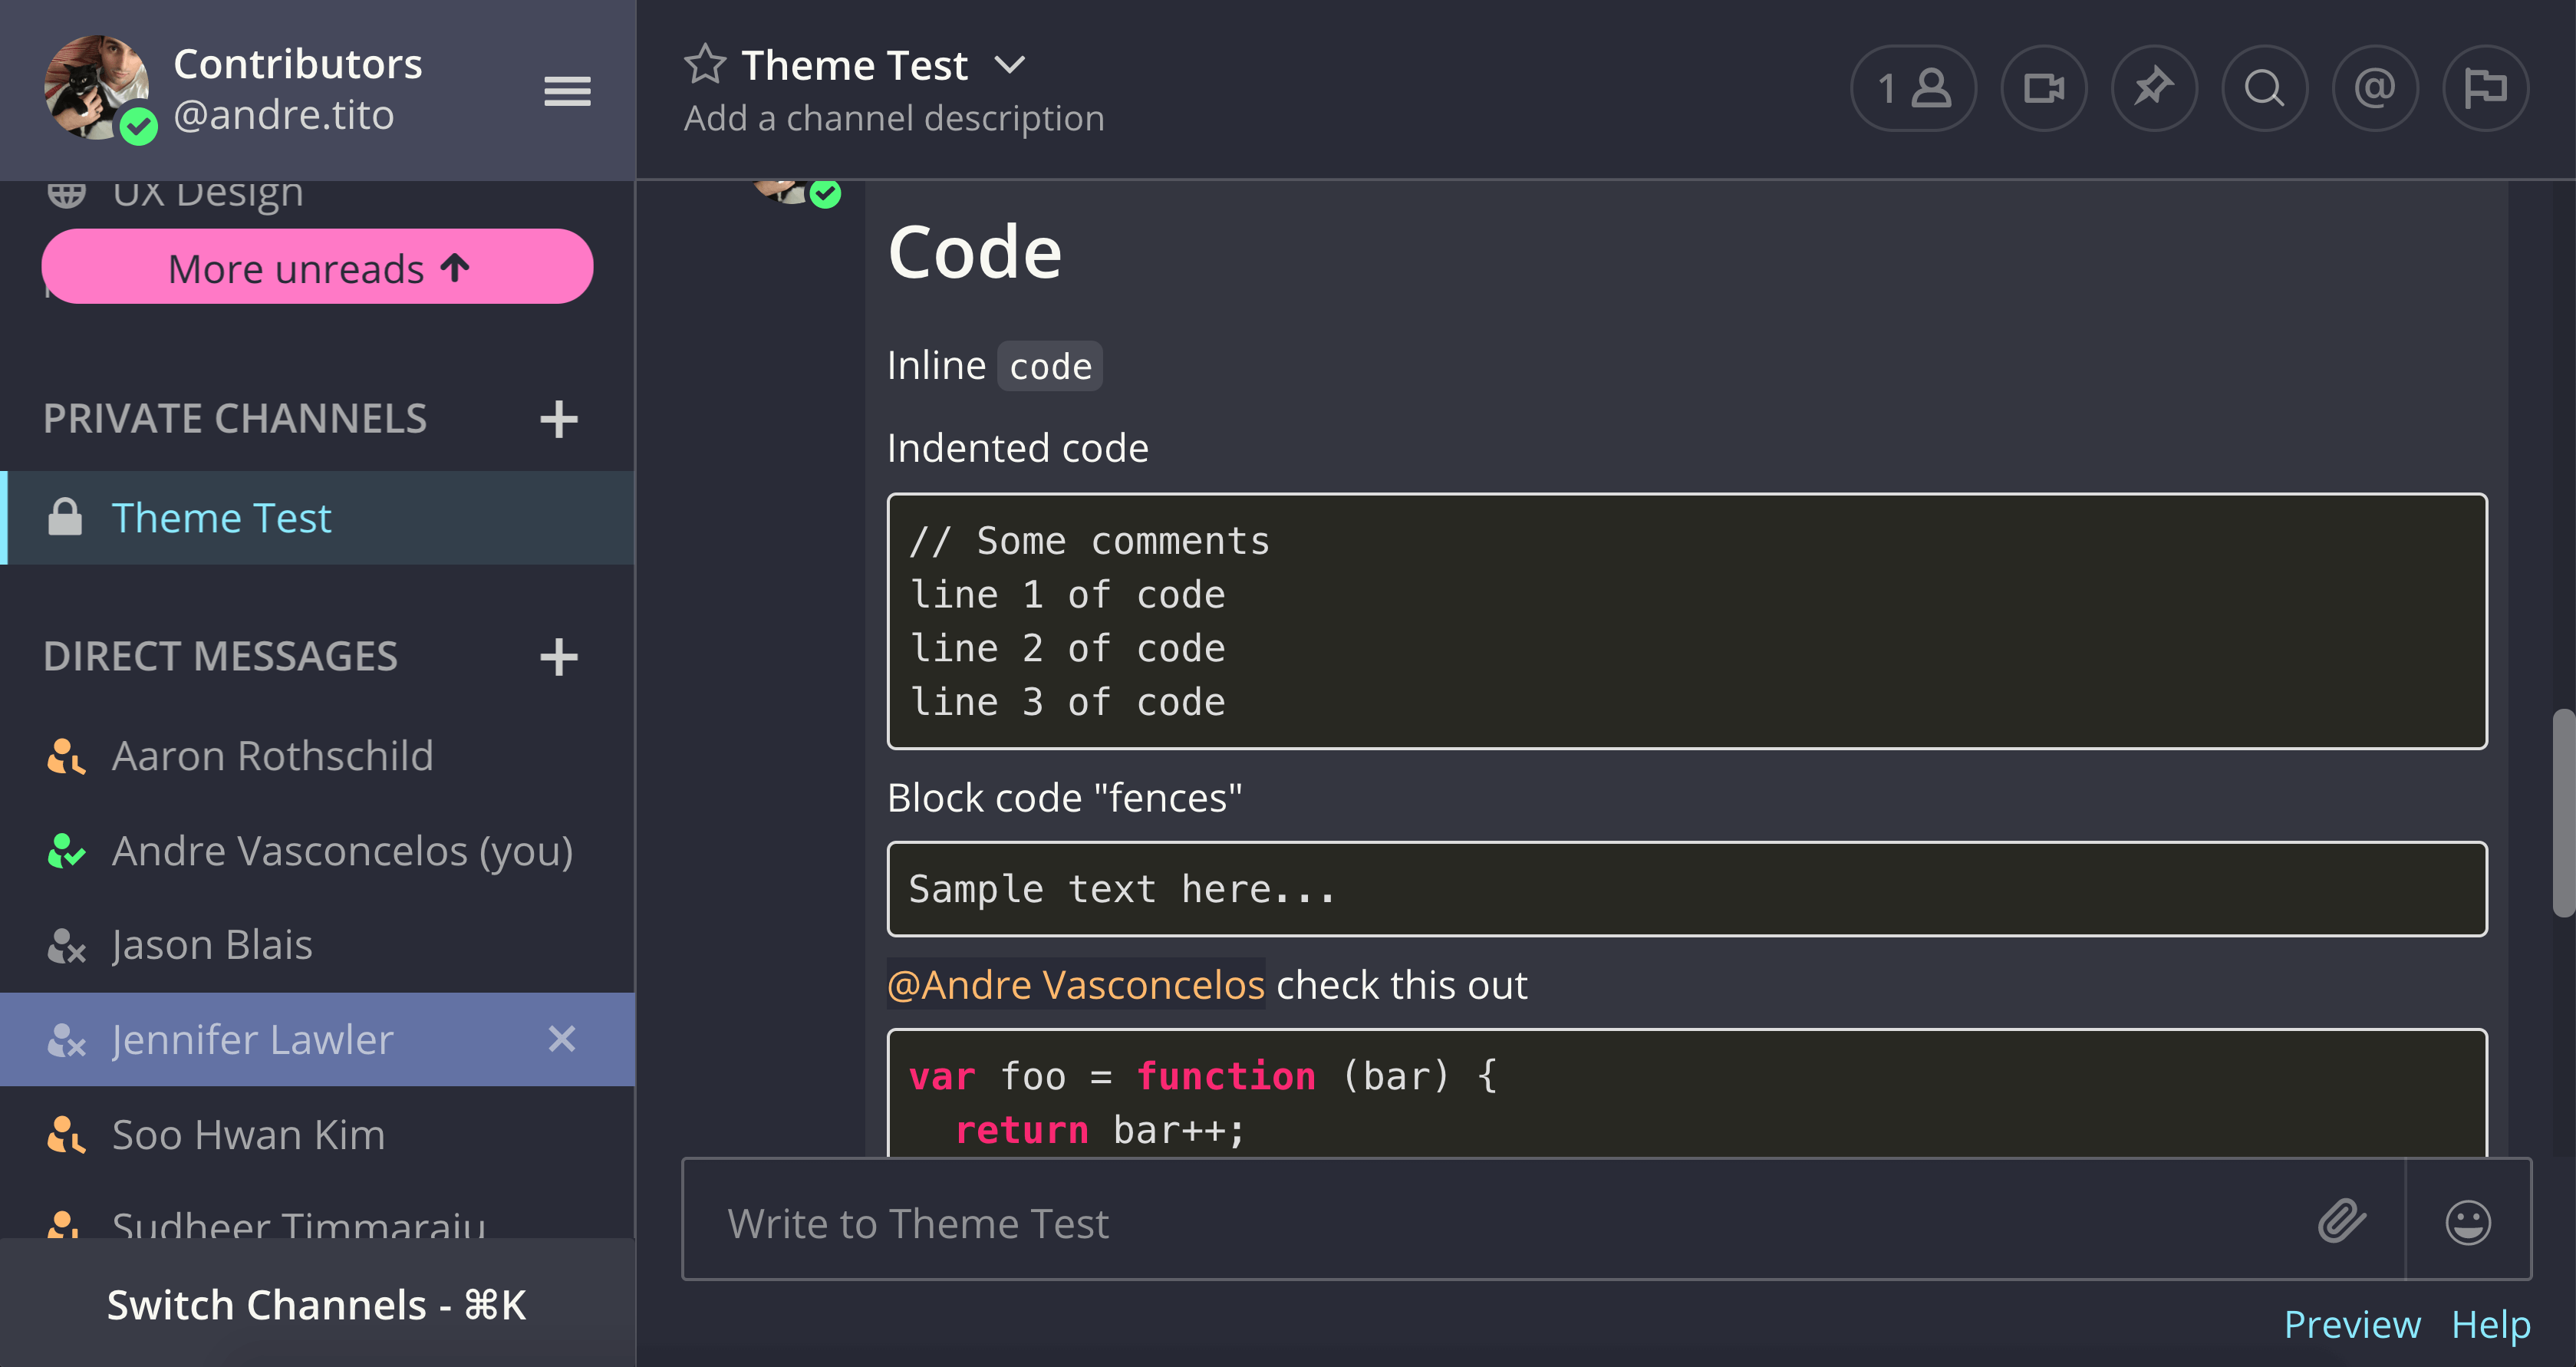 Contributors
@andre.tito
UX Design
More unreads
PRIVATE CHANNELS
Theme Test
DIRECT MESSAGES
Aaron Rothschild
Andre Vasconcelos (you)
Jason Blais
Jennifer Lawler
Soo Hwan Kim
Sudheer Timmaraju
Switch Channels - ⌘K
Theme Test
Add a channel description
1
@
Code
Inline code
Indented code
// Some comments
line 1 of code
line 2 of code
line 3 of code
Block code "fences"
Sample text here...
@Andre Vasconcelos check this out
var foo = function (bar) {
  return bar++;
Write to Theme Test
Preview Help